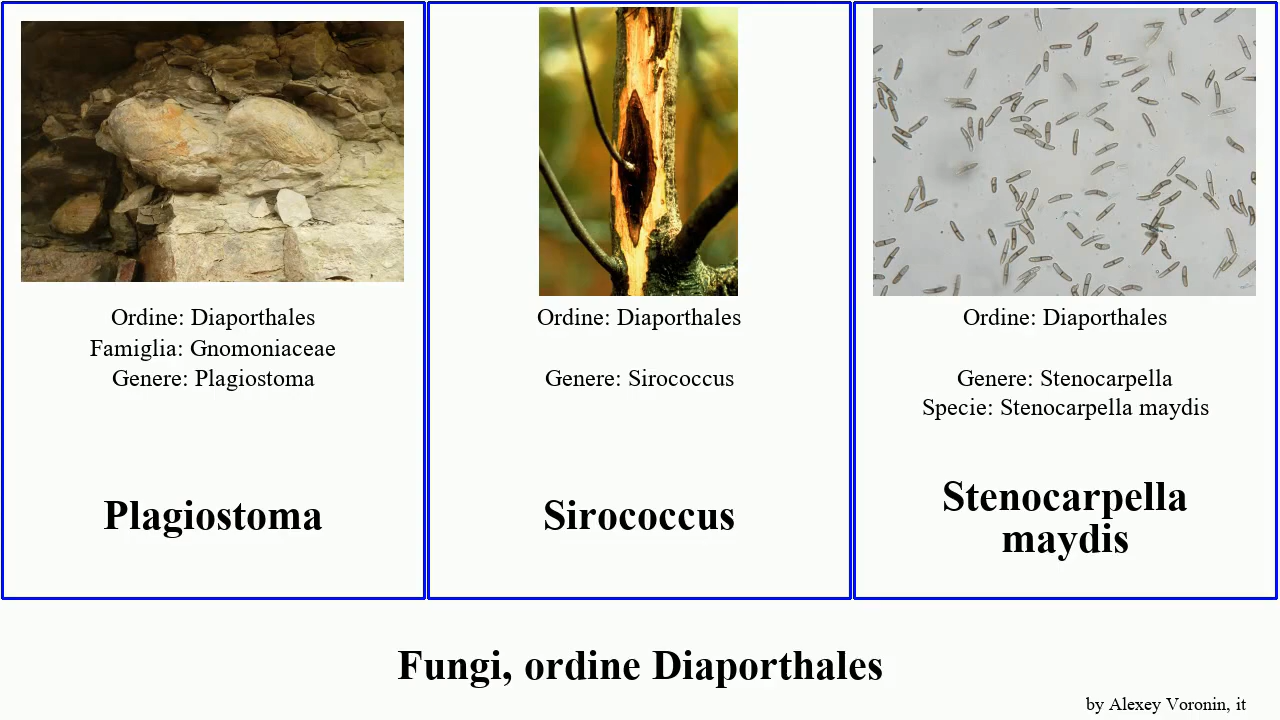 Ordine: Diaporthales
Famiglia: Gnomoniaceae
Genere: Plagiostoma
Plagiostoma
Ordine: Diaporthales
Genere: Sirococcus
Sirococcus
Ordine: Diaporthales
Genere: Stenocarpella
Specie: Stenocarpella maydis
Stenocarpella
maydis
Fungi, ordine Diaporthales
by Alexey Voronin, it